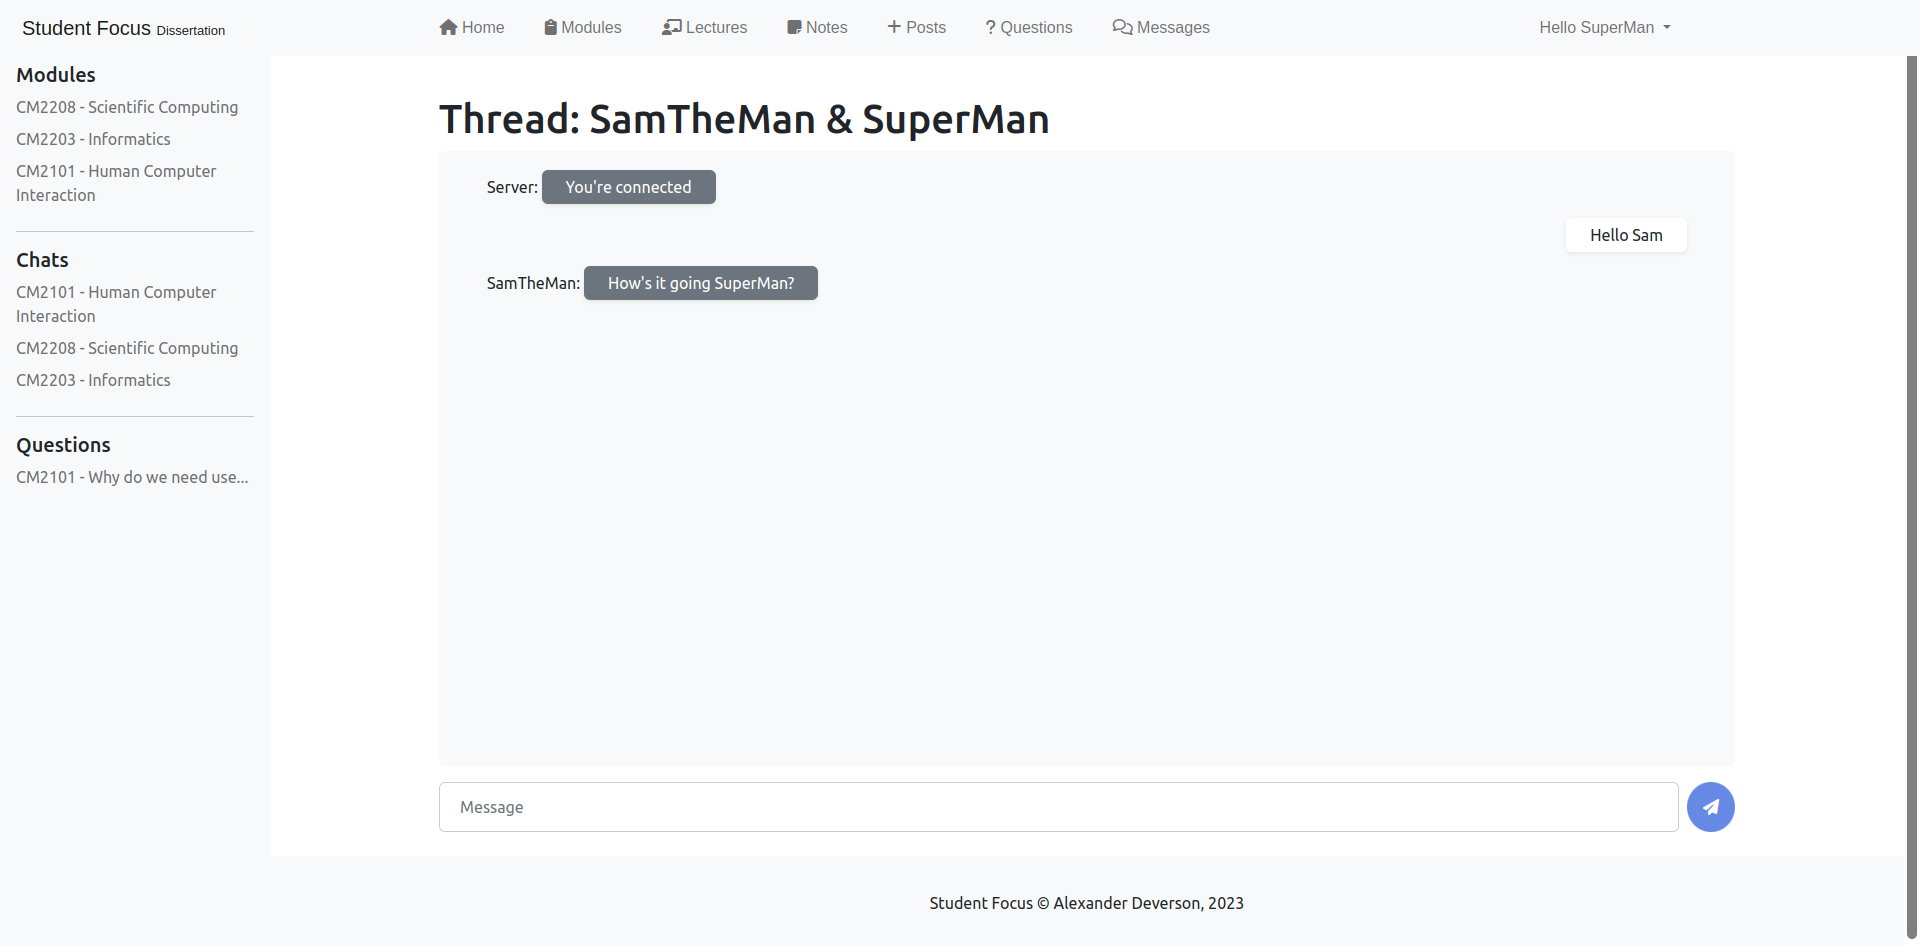 Student Focus Dissertation
Home Modules Lectures Notes Posts Questions Messages
Hello SuperMan
Modules
CM2208 - Scientific Computing
CM2203 - Informatics
CM2101 - Human Computer
Interaction
Chats
CM2101 - Human Computer
Interaction
CM2208 - Scientific Computing
CM2203 - Informatics
Questions
CM2101 - Why do we need use...
Thread: SamTheMan & SuperMan
Server: You're connected
Hello Sam
SamTheMan: How's it going SuperMan?
Message
Student Focus © Alexander Deverson, 2023